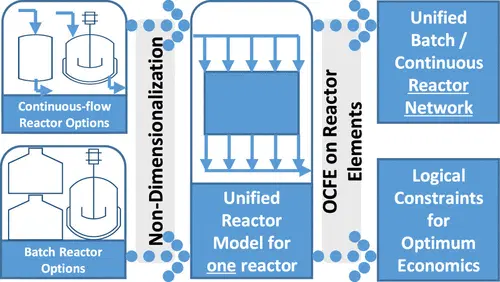 Continuous-flow
Reactor Options
Batch Reactor
Options
Non-Dimensionalization
Unified
Reactor
Model for
one reactor
OCFE on Reactor
Elements
Unified
Batch /
Continuous
Reactor
Network
Logical
Constraints
for
Optimum
Economics